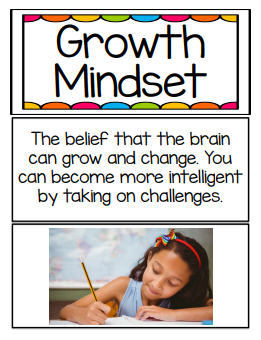 Growth
Mindset
The belief that the brain
can grow and change. You
can become more intelligent
by taking on challenges.